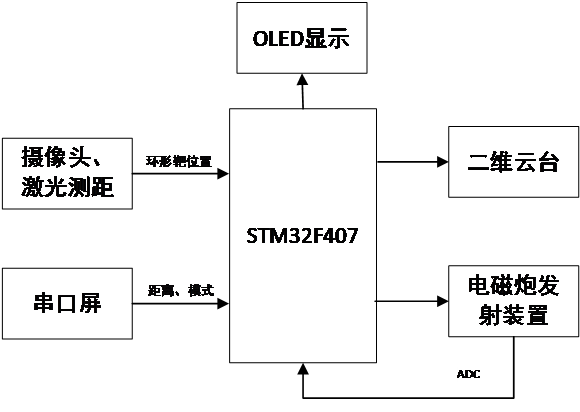 OLED显示
摄像头、
激光测距
环形靶位置
二维云台
STM32F407
串口屏
距离、模式
电磁炮发
射装置
ADC